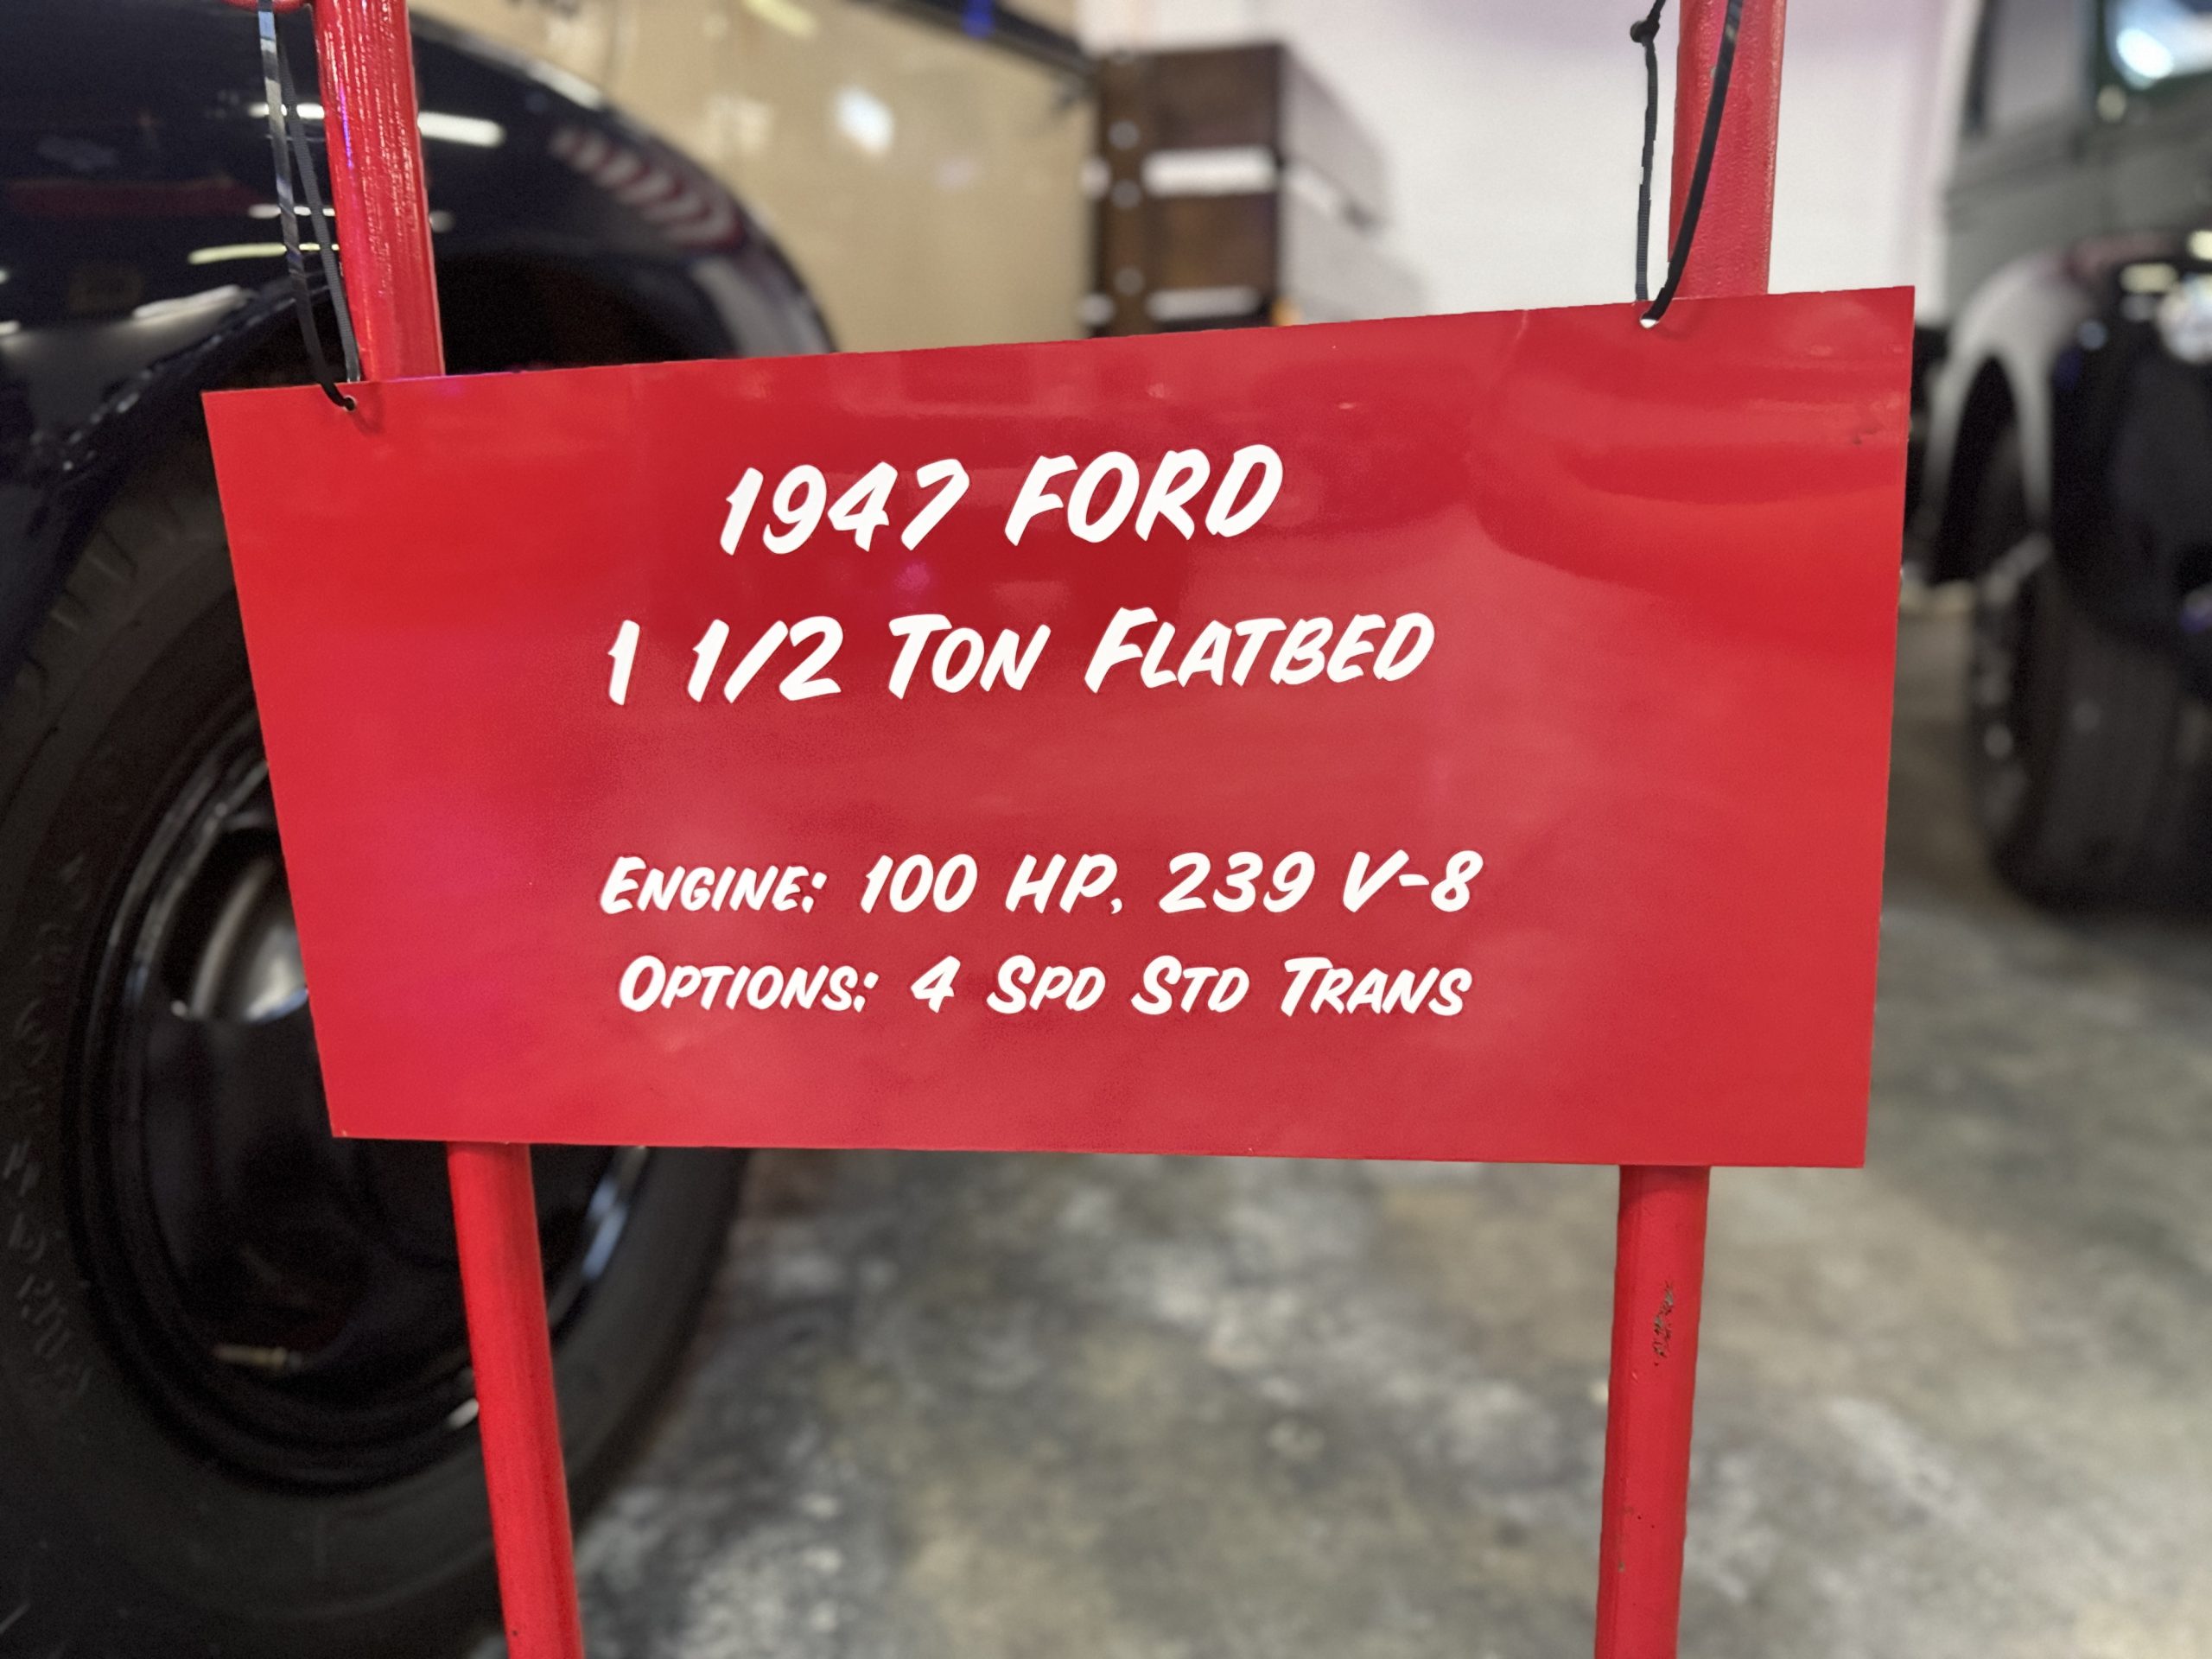 1947 FORD
1 1/2 TON FLATBED
ENGINE: 100 HP, 239 V-8
OPTIONS: 4 SPD STD TRANS